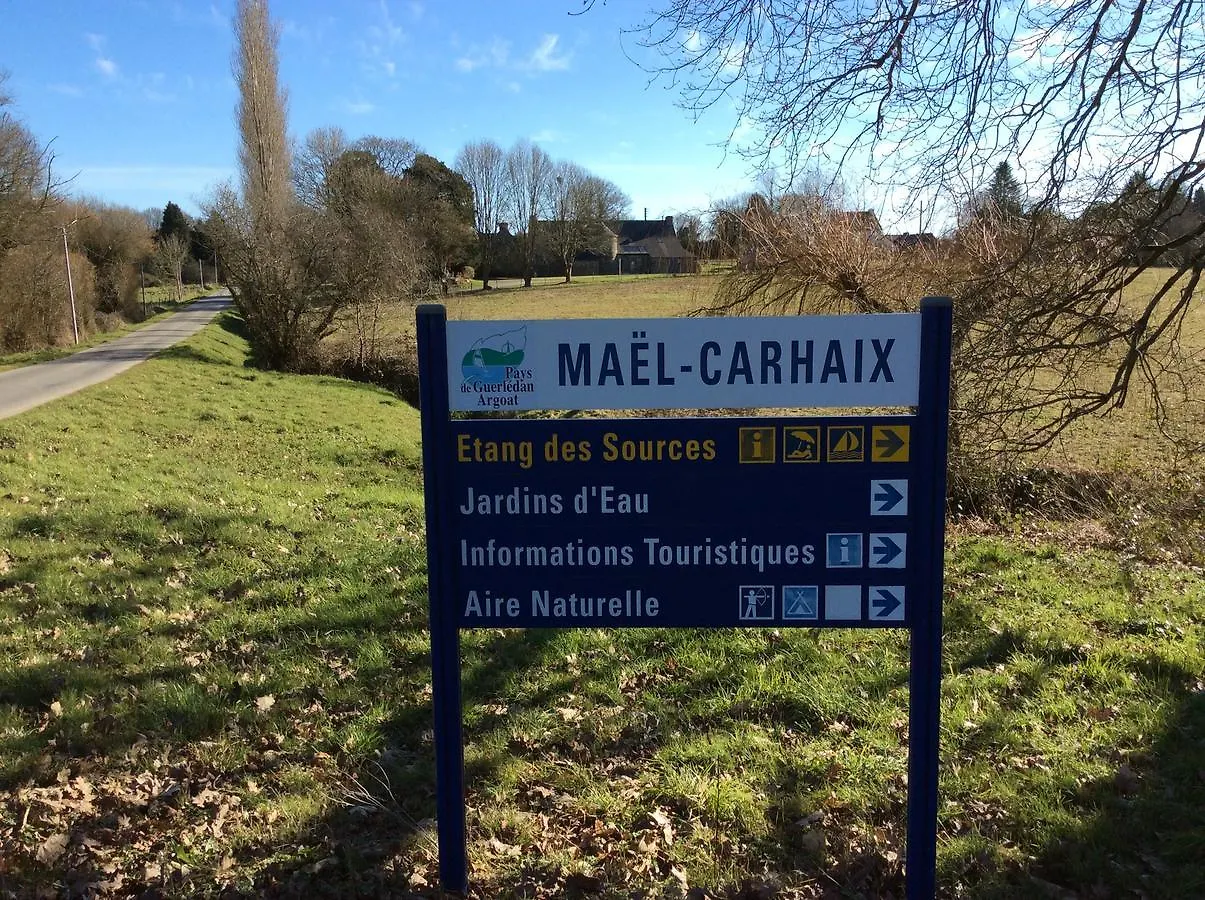 Pays
de Guerlédan
Argoat
MAËL-CARHAIX
Etang des Sources i
Jardins d'Eau
Informations Touristiques i
Aire Naturelle